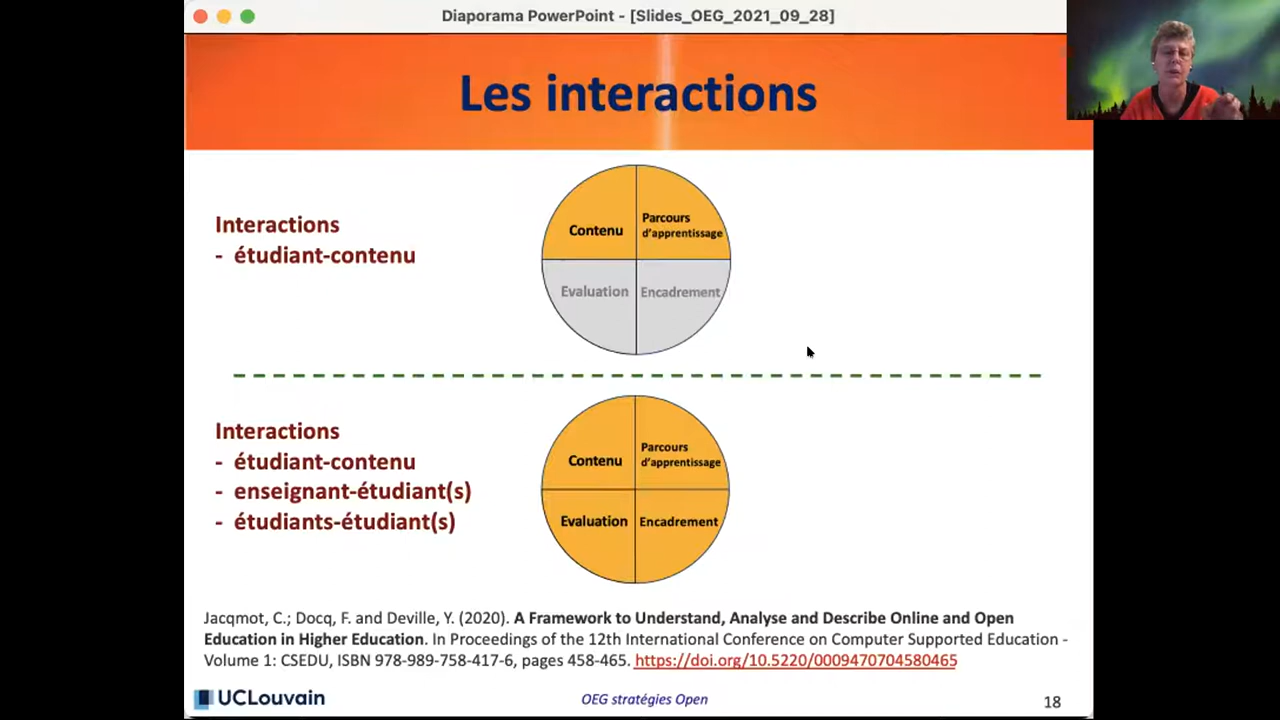 Diaporama PowerPoint - [Slides_OEG_2021_09_28]
Les interactions
Interactions
- étudiant-contenu
Contenu
Parcours
d'apprentissage
Evaluation
Encadrement
Interactions
- étudiant-contenu
- enseignant-étudiant(s)
- étudiants-étudiant(s)
Contenu
Parcours
d'apprentissage
Evaluation
Encadrement
Jacqmot, C.; Docq, F. and Deville, Y. (2020). A Framework to Understand, Analyse and Describe Online and Open
Education in Higher Education. In Proceedings of the 12th International Conference on Computer Supported Education -
Volume 1: CSEDU, ISBN 978-989-758-417-6, pages 458-465. https://doi.org/10.5220/0009470704580465
UCLouvain
OEG stratégies Open
18